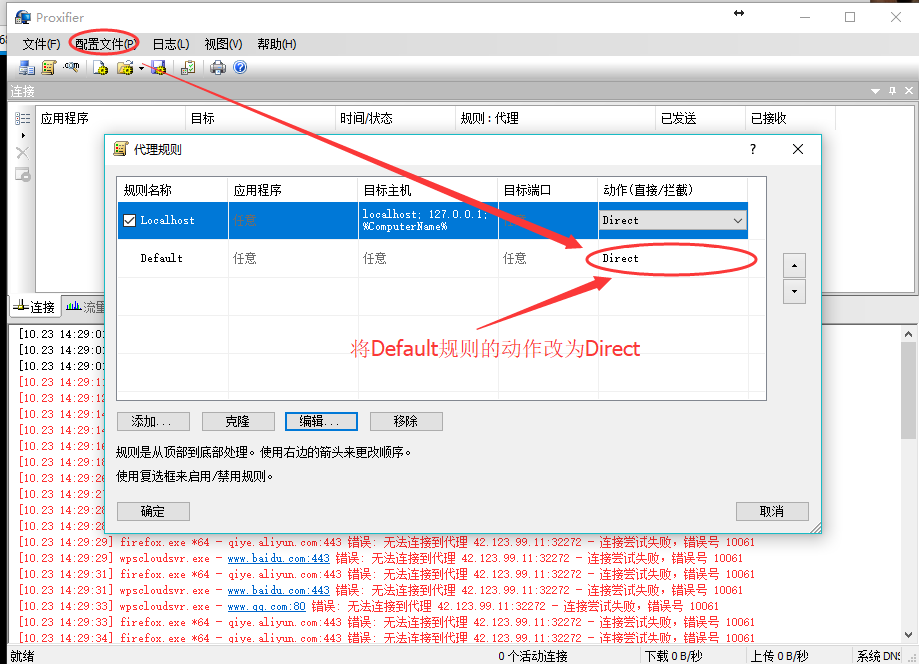 Proxifier
文件(F) 配置文件(P) 日志(L) 视图(V) 帮助(H)
连接
应用程序 目标 时间/状态 规则 : 代理 已发送 已接收
代理规则
规则名称 应用程序 目标主机 目标端口 动作(直接/拦截)
Localhost 任意 localhost; 127.0.0.1; Direct
%ComputerName%
Default 任意 任意 任意 Direct
将Default规则的动作改为Direct
添加... 克隆 编辑... 移除
规则是从顶部到底部处理。使用右边的箭头来更改顺序。
使用复选框来启用/禁用规则。
确定 取消
连接 流量
[10.23 14:29:0
[10.23 14:29:0
[10.23 14:29:0
[10.23 14:29:1
[10.23 14:29:1
[10.23 14:29:14
[10.23 14:29:14
[10.23 14:29:16
[10.23 14:29:18
[10.23 14:29:26
[10.23 14:29:2
[10.23 14:29:28
[10.23 14:29:28
[10.23 14:29:29] firefox.exe *64 - qiye.aliyun.com:443 错误: 无法连接到代理 42.123.99.11:32272 - 连接尝试失败, 错误号 10061
[10.23 14:29:29] wpscloudsvr.exe - www.baidu.com:443 错误: 无法连接到代理 42.123.99.11:32272 - 连接尝试失败, 错误号 10061
[10.23 14:29:31] firefox.exe *64 - qiye.aliyun.com:443 错误: 无法连接到代理 42.123.99.11:32272 - 连接尝试失败, 错误号 10061
[10.23 14:29:31] wpscloudsvr.exe - www.baidu.com:443 错误: 无法连接到代理 42.123.99.11:32272 - 连接尝试失败, 错误号 10061
[10.23 14:29:33] wpscloudsvr.exe - www.qq.com:80 错误: 无法连接到代理 42.123.99.11:32272 - 连接尝试失败, 错误号 10061
[10.23 14:29:33] firefox.exe *64 - qiye.aliyun.com:443 错误: 无法连接到代理 42.123.99.11:32272 - 连接尝试失败, 错误号 10061
[10.23 14:29:34] firefox.exe *64 - qiye.aliyun.com:443 错误: 无法连接到代理 42.123.99.11:32272 - 连接尝试失败, 错误号 10061
就绪 0 个活动连接 下载 0 B/秒 上传 0 B/秒 系统 DNS